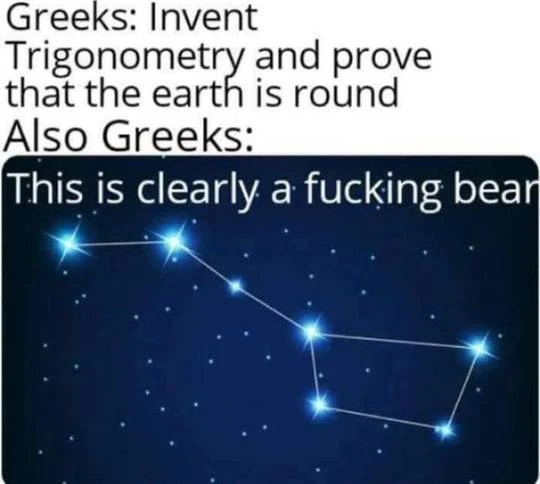 Greeks: Invent
Trigonometry and prove
that the earth is round
Also Greeks:
This is clearly a fucking bear